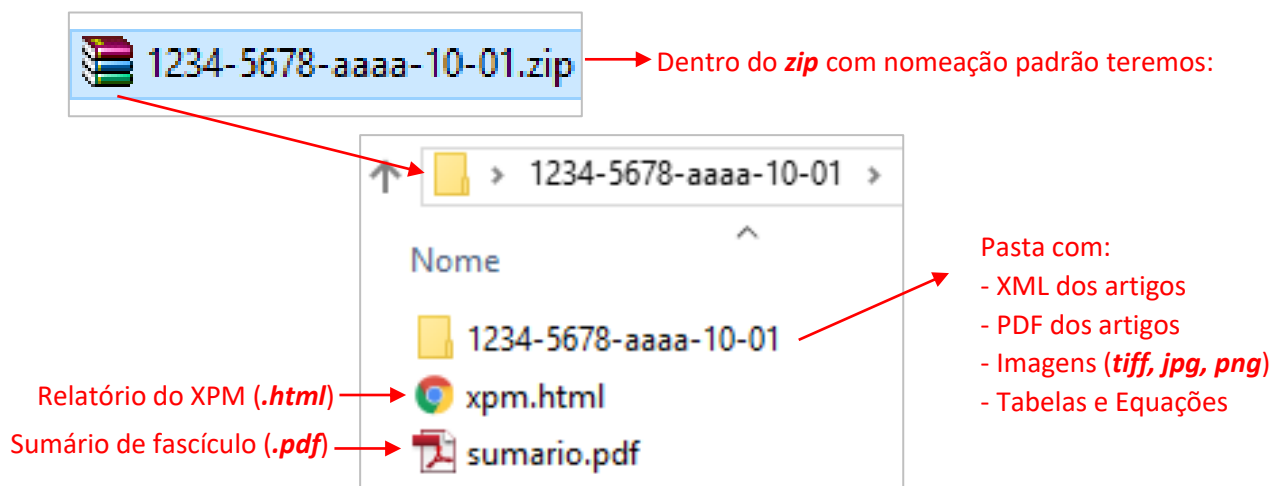 1234-5678-aaaa-10-01.zip
Dentro do zip com nomeação padrão teremos:
1234-5678-aaaa-10-01
Nome
1234-5678-aaaa-10-01
xpm.html
sumario.pdf
Pasta com:
- XML dos artigos
- PDF dos artigos
- Imagens (tiff, jpg, png)
- Tabelas e Equações
Relatório do XPM (.html)
Sumário de fascículo (.pdf)